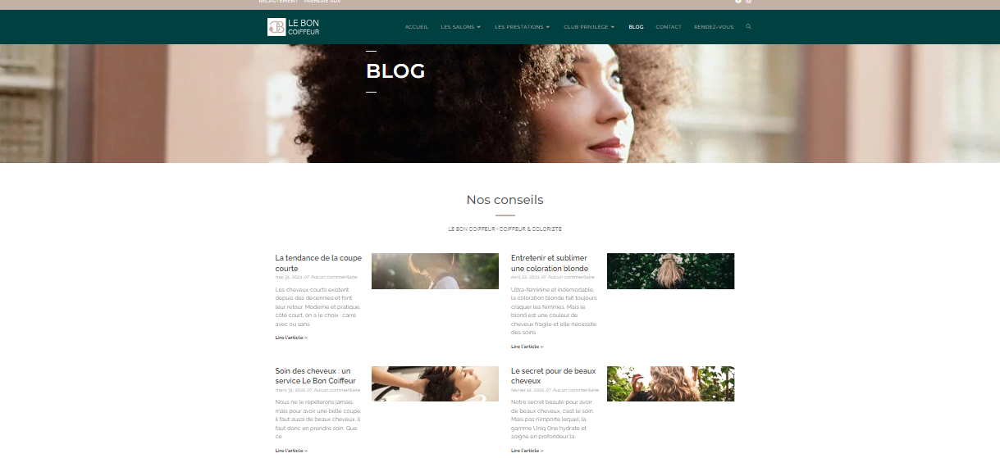 RECRUTEMENT PRENDRE RDV
LE BON
COIFFEUR
ACCUEIL LES SALONS LES PRESTATIONS CLUB PRIVILÈGE BLOG CONTACT RENDEZ-VOUS
BLOG
Nos conseils
LE BON COIFFEUR - COIFFEUR & COLORISTE
La tendance de la coupe
courte
mai 31, 2021 /// Aucun commentaire
Les cheveux courts existent
depuis des décennies et font
leur retour. Moderne et pratique,
côté court, on a le choix : carré
avec ou sans
Lire l'article »
Entretenir et sublimer
une coloration blonde
avril 22, 2021 /// Aucun commentaire
Ultra-féminine et indémodable,
la coloration blonde fait toujours
craquer les femmes. Mais le
blond est une couleur de
cheveux fragile et elle nécessite
des soins
Lire l'article »
Soin des cheveux : un
service Le Bon Coiffeur
mars 31, 2021 /// Aucun commentaire
Nous ne le répéterons jamais,
mais pour avoir une belle coupe,
il faut aussi de beaux cheveux, il
faut donc en prendre soin. Que
ce
Lire l'article »
Le secret pour de beaux
cheveux
février 12, 2021 /// Aucun commentaire
Notre secret beauté pour avoir
de beaux cheveux, c'est le soin.
Mais pas n'importe lequel, la
gamme Uniq One hydrate et
soigne en profondeur la
Lire l'article »